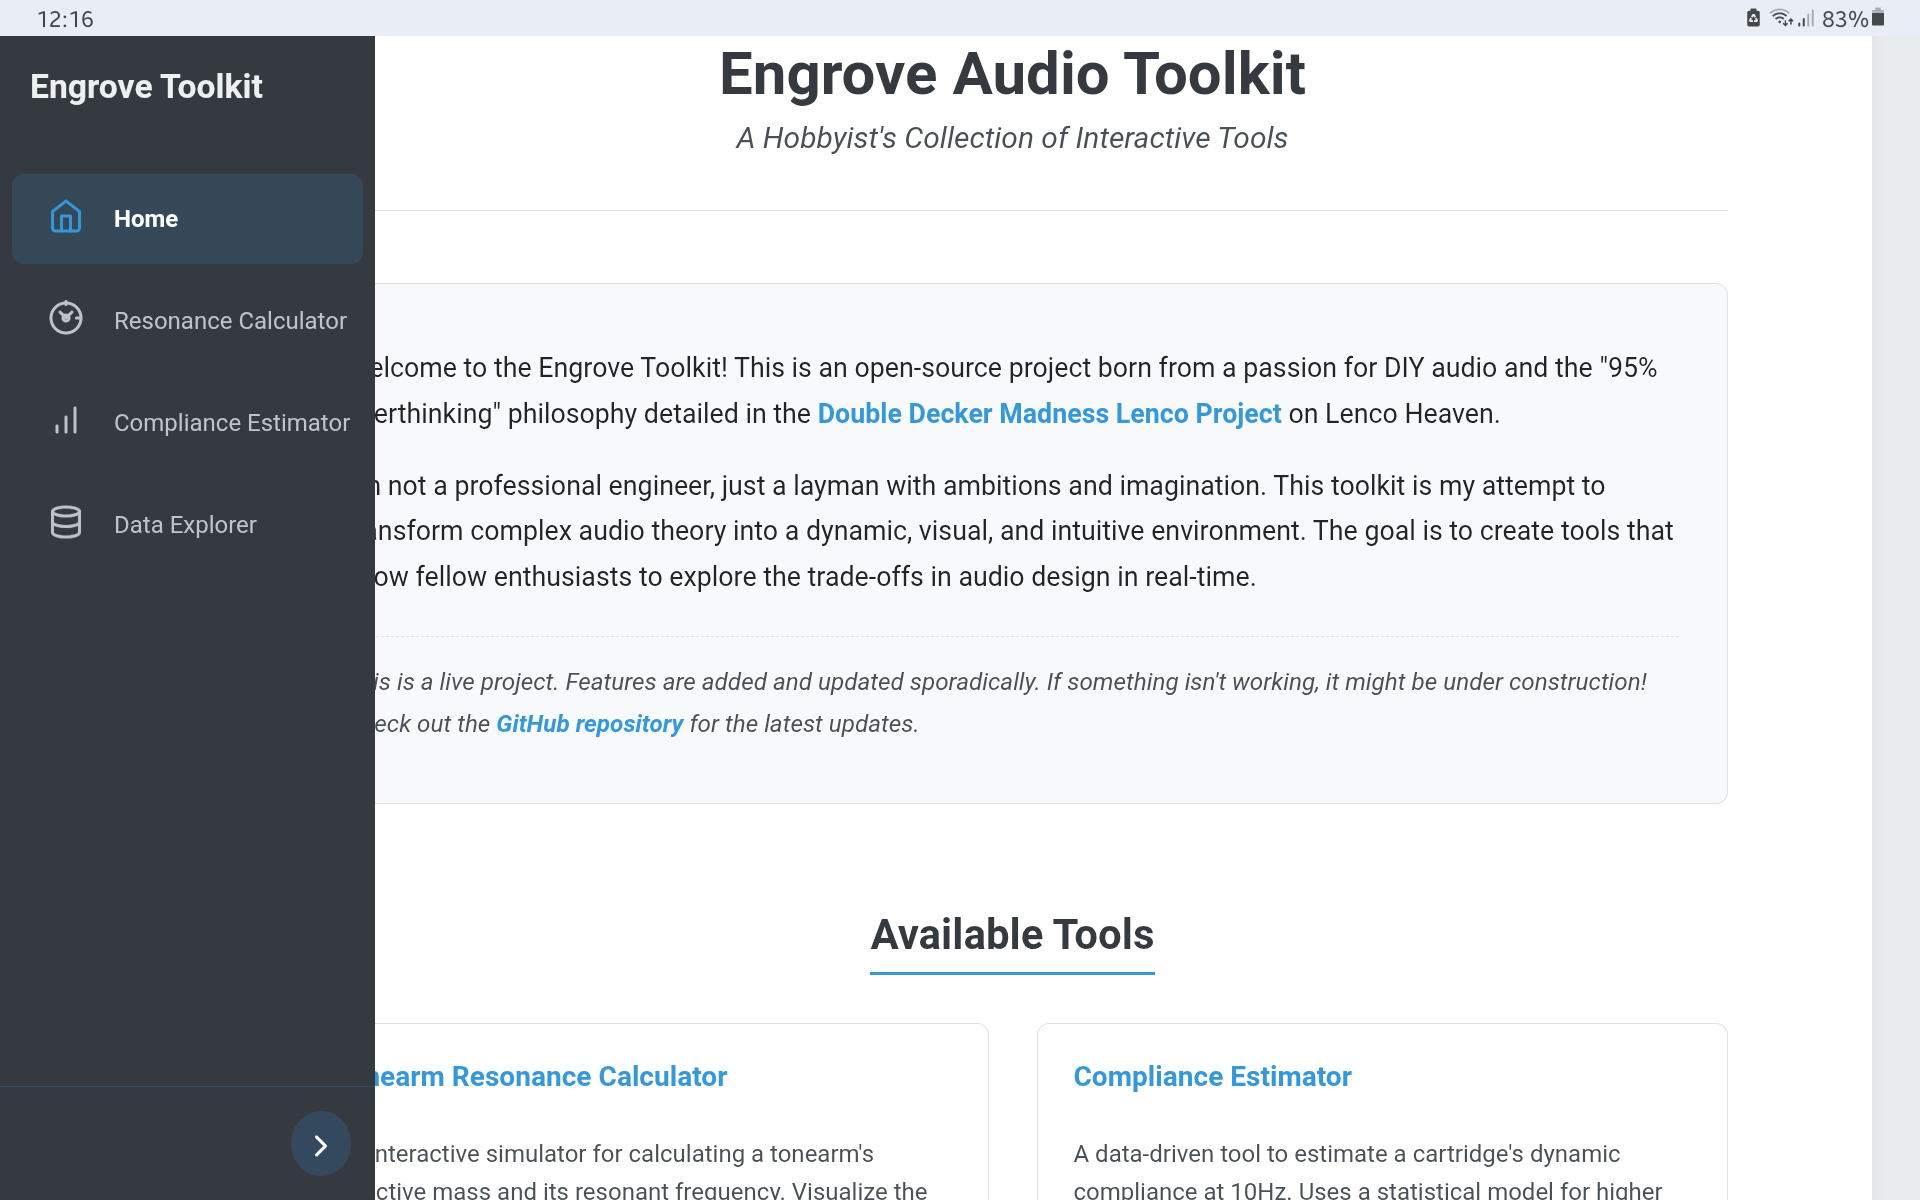 12:16
83%
Engrove Toolkit
Home
Resonance Calculator
Compliance Estimator
Data Explorer
Engrove Audio Toolkit
A Hobbyist's Collection of Interactive Tools
elcome to the Engrove Toolkit! This is an open-source project born from a passion for DIY audio and the "95%
erthinking" philosophy detailed in the Double Decker Madness Lenco Project on Lenco Heaven.
not a professional engineer, just a layman with ambitions and imagination. This toolkit is my attempt to
ansform complex audio theory into a dynamic, visual, and intuitive environment. The goal is to create tools that
ow fellow enthusiasts to explore the trade-offs in audio design in real-time.
is is a live project. Features are added and updated sporadically. If something isn't working, it might be under construction!
eck out the GitHub repository for the latest updates.
Available Tools
nearm Resonance Calculator
nteractive simulator for calculating a tonearm's
ctive mass and its resonant frequency. Visualize the
Compliance Estimator
A data-driven tool to estimate a cartridge's dynamic
compliance at 10Hz. Uses a statistical model for higher